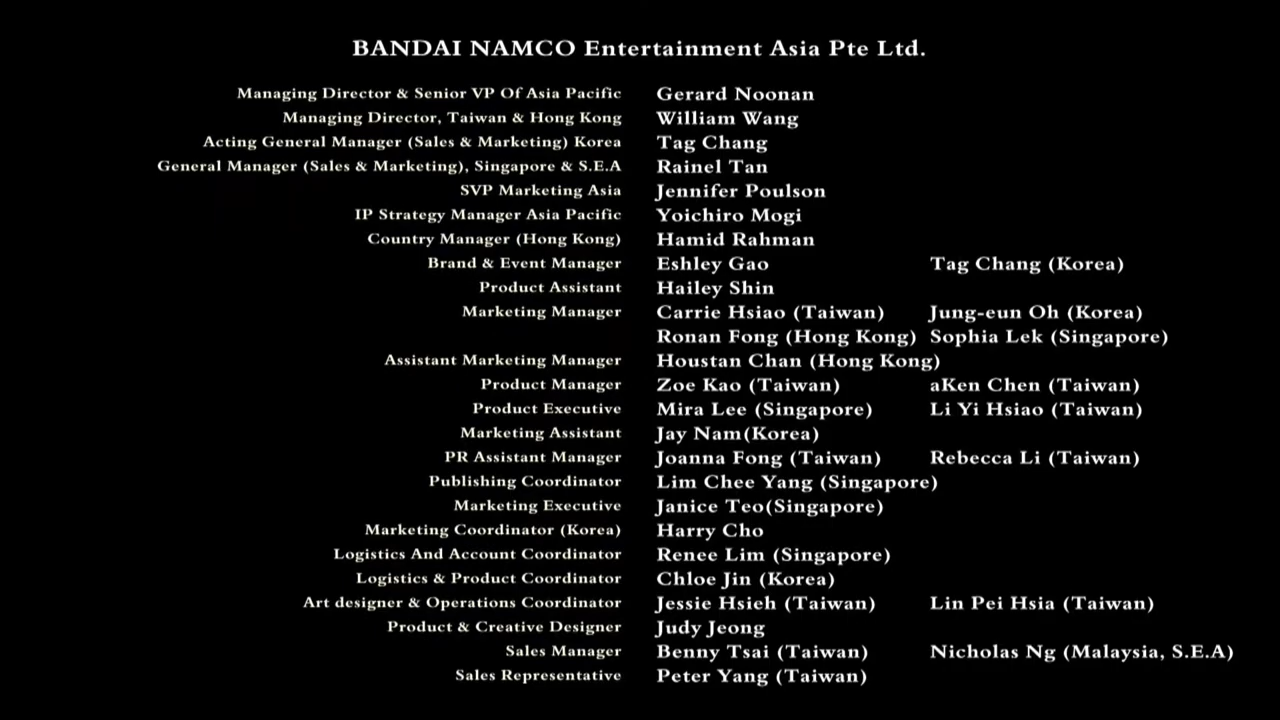 BANDAI NAMCO Entertainment Asia Pte Ltd.
Managing Director & Senior VP Of Asia Pacific Gerard Noonan
Managing Director, Taiwan & Hong Kong William Wang
Acting General Manager (Sales & Marketing) Korea Tag Chang
General Manager (Sales & Marketing), Singapore & S.E.A Rainel Tan
SVP Marketing Asia Jennifer Poulson
IP Strategy Manager Asia Pacific Yoichiro Mogi
Country Manager (Hong Kong) Hamid Rahman
Brand & Event Manager Eshley Gao Tag Chang (Korea)
Product Assistant Hailey Shin
Marketing Manager Carrie Hsiao (Taiwan) Jung-eun Oh (Korea)
Ronan Fong (Hong Kong) Sophia Lek (Singapore)
Assistant Marketing Manager Houstan Chan (Hong Kong)
Product Manager Zoe Kao (Taiwan) aKen Chen (Taiwan)
Product Executive Mira Lee (Singapore) Li Yi Hsiao (Taiwan)
Marketing Assistant Jay Nam(Korea)
PR Assistant Manager Joanna Fong (Taiwan) Rebecca Li (Taiwan)
Publishing Coordinator Lim Chee Yang (Singapore)
Marketing Executive Janice Teo(Singapore)
Marketing Coordinator (Korea) Harry Cho
Logistics And Account Coordinator Renee Lim (Singapore)
Logistics & Product Coordinator Chloe Jin (Korea)
Art designer & Operations Coordinator Jessie Hsieh (Taiwan) Lin Pei Hsia (Taiwan)
Product & Creative Designer Judy Jeong
Sales Manager Benny Tsai (Taiwan) Nicholas Ng (Malaysia, S.E.A)
Sales Representative Peter Yang (Taiwan)